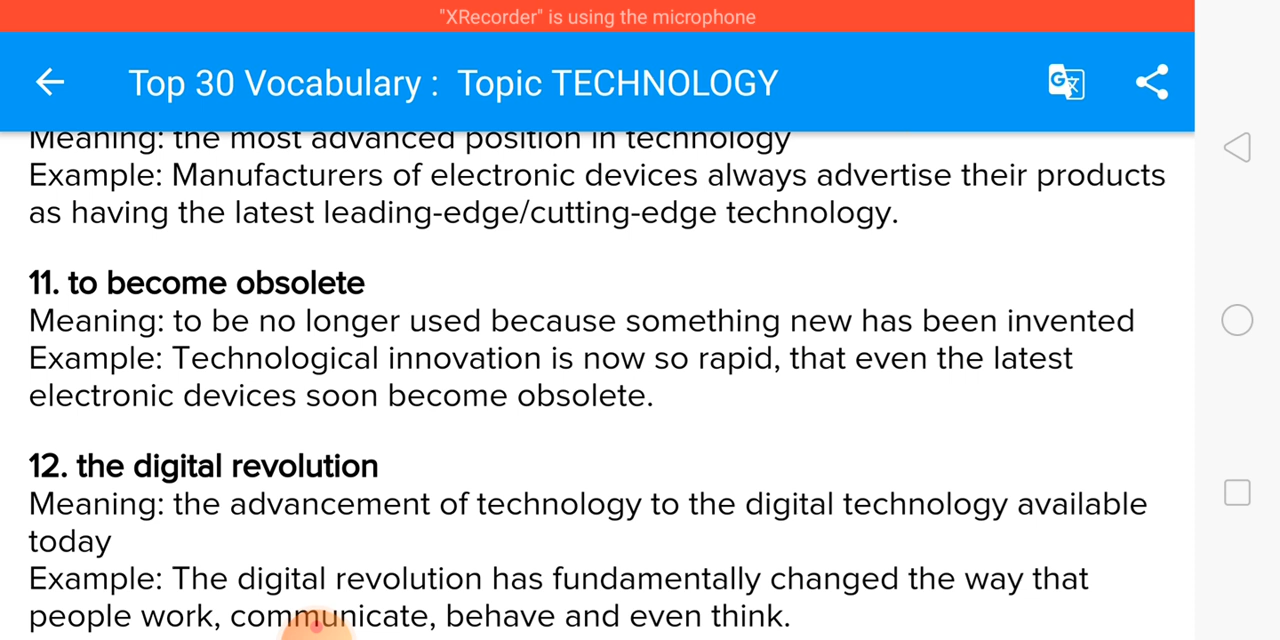 "XRecorder" is using the microphone
Top 30 Vocabulary : Topic TECHNOLOGY
Meaning: the most advanced position in technology
Example: Manufacturers of electronic devices always advertise their products
as having the latest leading-edge/cutting-edge technology.
11. to become obsolete
Meaning: to be no longer used because something new has been invented
Example: Technological innovation is now so rapid, that even the latest
electronic devices soon become obsolete.
12. the digital revolution
Meaning: the advancement of technology to the digital technology available
today
Example: The digital revolution has fundamentally changed the way that
people work, communicate, behave and even think.